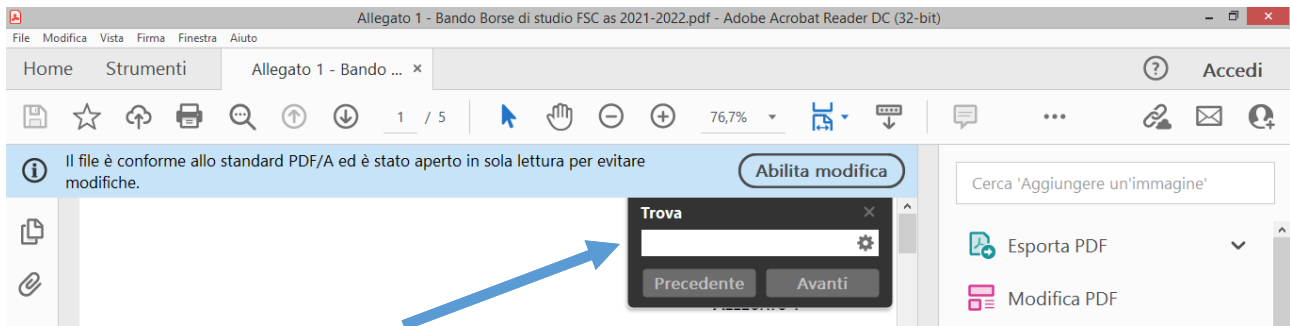 Allegato 1 - Bando Borse di studio FSC as 2021-2022.pdf - Adobe Acrobat Reader DC (32-bit)
File Modifica Vista Firma Finestra Aiuto
Home Strumenti Allegato 1 - Bando ... × Accedi
1 / 5 76,7%
Il file è conforme allo standard PDF/A ed è stato aperto in sola lettura per evitare
modifiche.
Abilita modifica
Cerca 'Aggiungere un'immagine'
Trova
Precedente Avanti
Esporta PDF
Modifica PDF